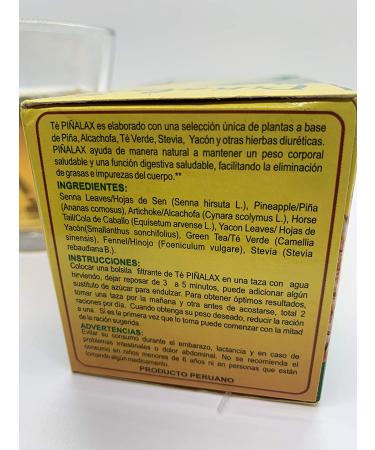 Té PIÑALAX es elaborado con una selección única de plantas a base
de Piña, Alcachofa, Té Verde, Stevia, Yacón y otras hierbas diuréticas.
PIÑALAX ayuda de manera natural a mantener un peso corporal
saludable y una función digestiva saludable, facilitando la eliminación
de grasas e impurezas del cuerpo.**
INGREDIENTES:
Senna Leaves/Hojas de Sen (Senna hirsuta L.), Pineapple/Piña
(Ananas comosus), Artichoke/Alcachofa (Cynara scolymus L.), Horse
Tail/Cola de Caballo (Equisetum arvense L.), Yacon Leaves/ Hojas de
Yacón(Smallanthus sonchifolius), Green Tea/Té Verde (Camellia
sinensis), Fennel/Hinojo (Foeniculum vulgare), Stevia (Stevia
rebaudiana B.).
INSTRUCCIONES:
Colocar una bolsita filtrante de Té PIÑALAX en una taza con agua
hirviendo, dejar reposar de 3 a 5 minutos, puede adicionar algún
sustituto de azúcar para endulzar. Para obtener óptimos resultados,
tomar una taza por la mañana y otra antes de acostarse, total 2
raciones por día. Cuando obtenga su peso deseado, reducir la ración
a una. Si es la primera vez que lo toma puede comenzar con la mitad
de la ración sugerida.
ADVERTENCIAS:
Evitar su consumo durante el embarazo, lactancia y en caso de
problemas intestinales o dolor abdominal. No se recomienda el
consumo en niños menores de 6 años ni en personas que están
tomando algún medicamento.
PRODUCTO PERUANO